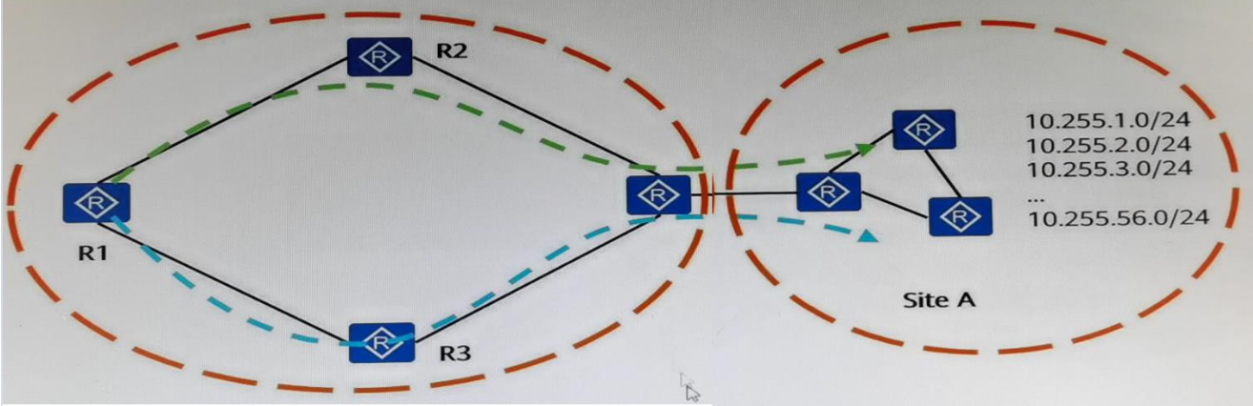 R
R2
R
R1
R
R
R3
R
R
R
10.255.1.0/24
10.255.2.0/24
10.255.3.0/24
...
10.255.56.0/24
Site A